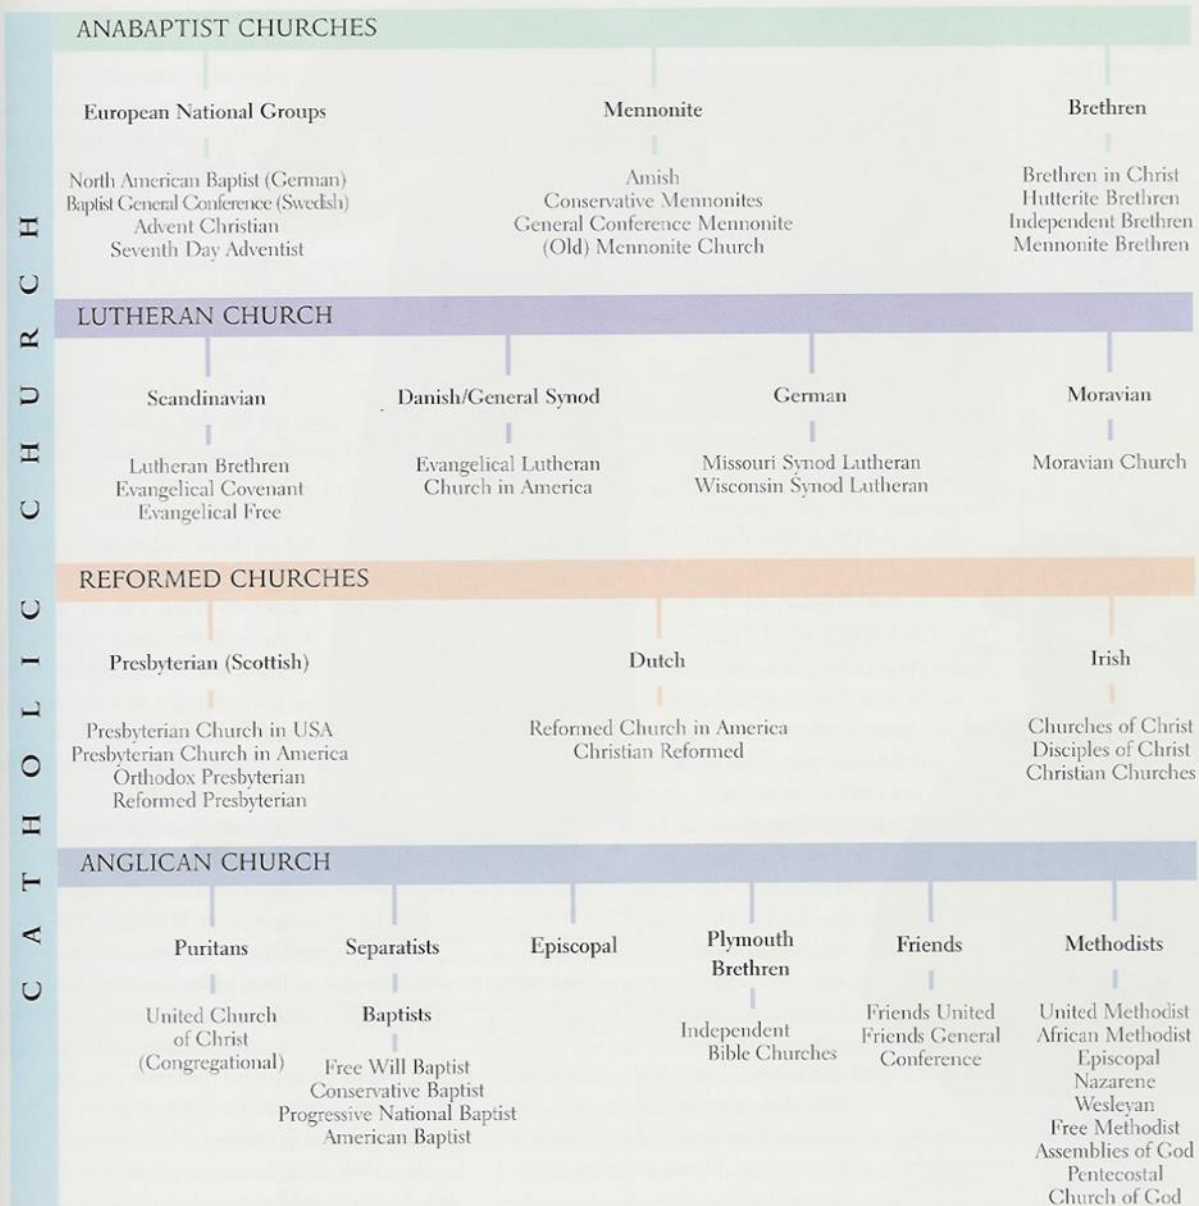 CATHOLIC CHURCH
ANABAPTIST CHURCHES
European National Groups
North American Baptist (German)
Baptist General Conference (Swedish)
Advent Christian
Seventh Day Adventist
Mennonite
Amish
Conservative Mennonites
General Conference Mennonite
(Old) Mennonite Church
Brethren
Brethren in Christ
Hutterite Brethren
Independent Brethren
Mennonite Brethren
LUTHERAN CHURCH
Scandinavian
Lutheran Brethren
Evangelical Covenant
Evangelical Free
Danish/General Synod
Evangelical Lutheran
Church in America
German
Missouri Synod Lutheran
Wisconsin Synod Lutheran
Moravian
Moravian Church
REFORMED CHURCHES
Presbyterian (Scottish)
Presbyterian Church in USA
Presbyterian Church in America
Orthodox Presbyterian
Reformed Presbyterian
Dutch
Reformed Church in America
Christian Reformed
Irish
Churches of Christ
Disciples of Christ
Christian Churches
ANGLICAN CHURCH
Puritans
United Church
of Christ
(Congregational)
Separatists
Baptists
Free Will Baptist
Conservative Baptist
Progressive National Baptist
American Baptist
Episcopal
Plymouth
Brethren
Independent
Bible Churches
Friends
Friends United
Friends General
Conference
Methodists
United Methodist
African Methodist
Episcopal
Nazarene
Wesleyan
Free Methodist
Assemblies of God
Pentecostal
Church of God